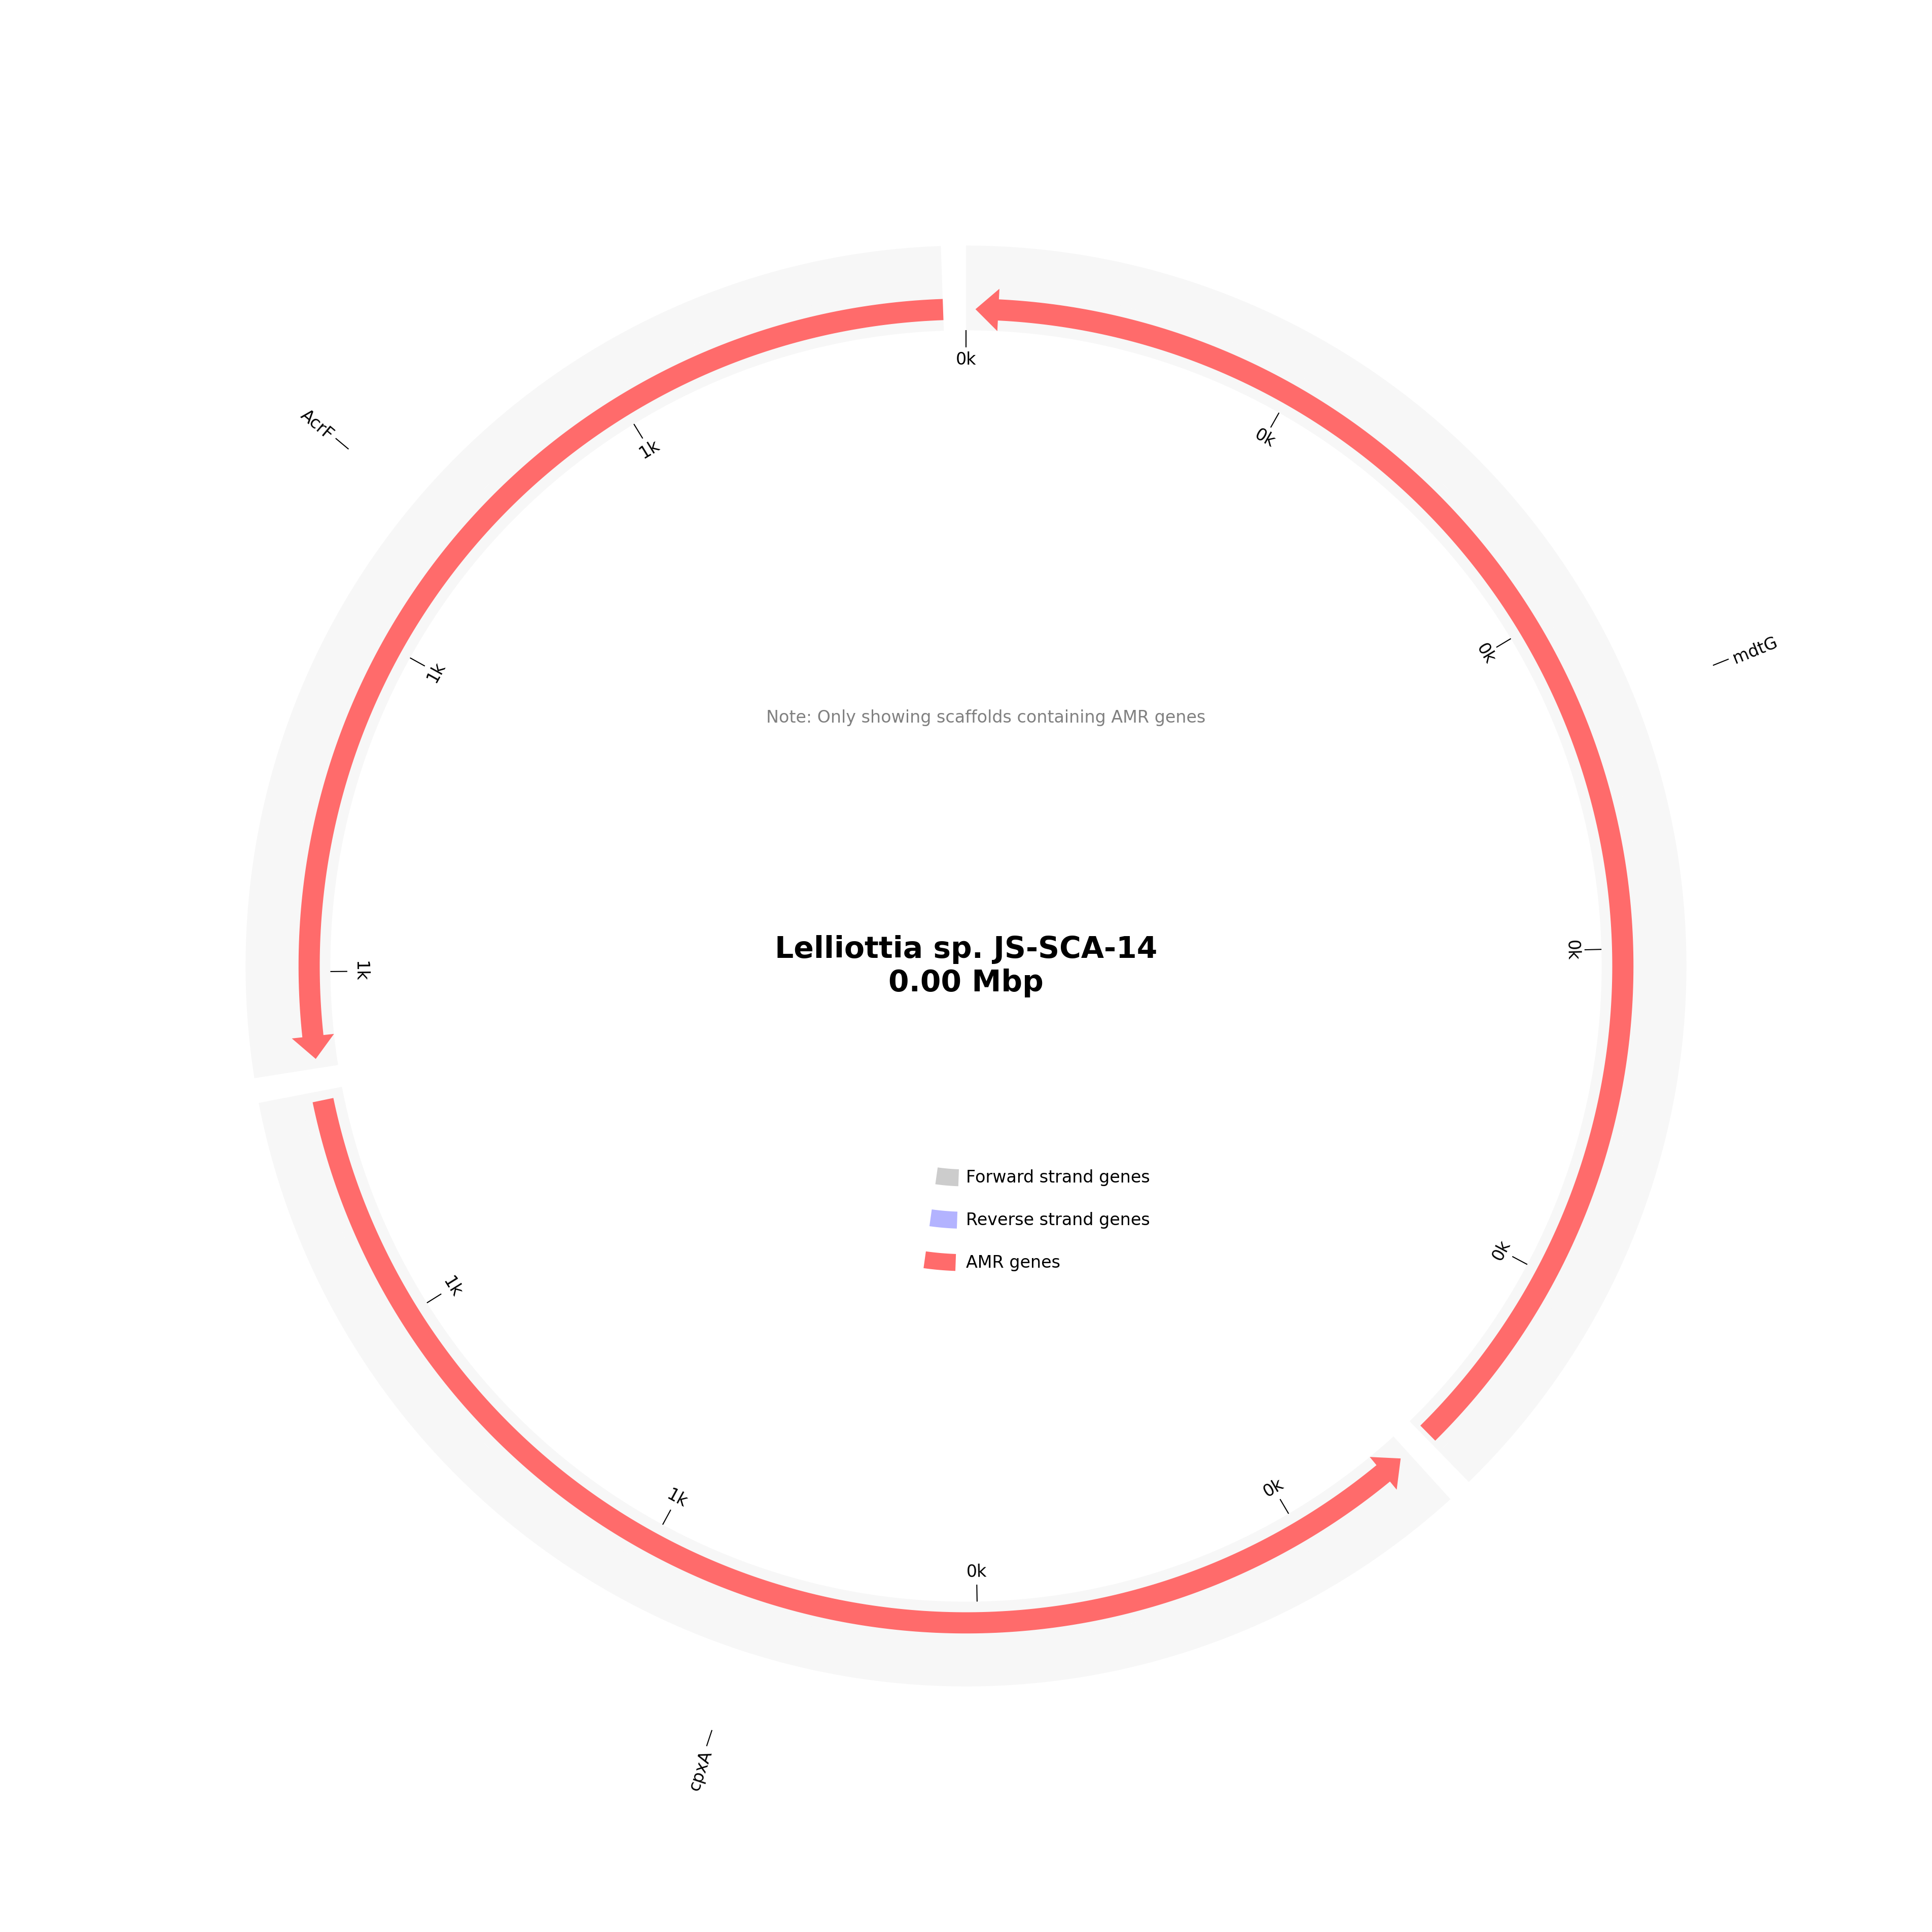 0k
0k
1k
AcrF
mdtG
0k
1k
Note: Only showing scaffolds containing AMR genes
Lelliottia sp. JS-SCA-14
0.00 Mbp
0k
1k
Forward strand genes
Reverse strand genes
AMR genes
0k
1k
0k
1k
0k
cpxA